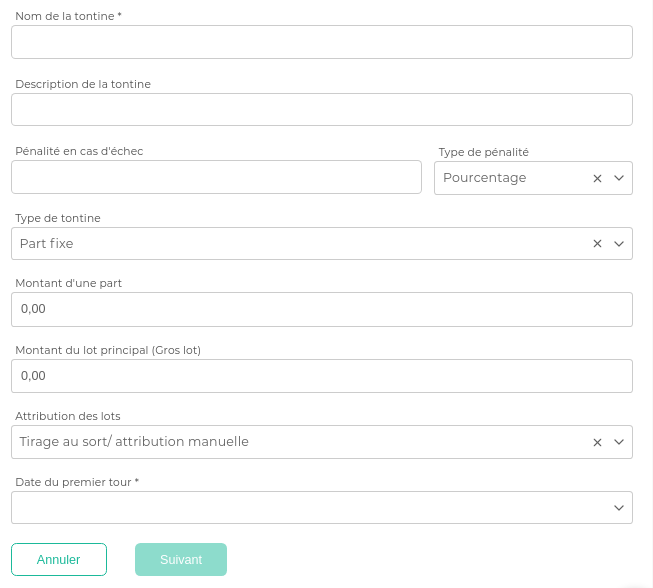 Nom de la tontine *
Description de la tontine
Pénalité en cas d'échec
Type de pénalité
Pourcentage
Type de tontine
Part fixe
Montant d'une part
0,00
Montant du lot principal (Gros lot)
0,00
Attribution des lots
Tirage au sort/ attribution manuelle
Date du premier tour *
Annuler
Suivant